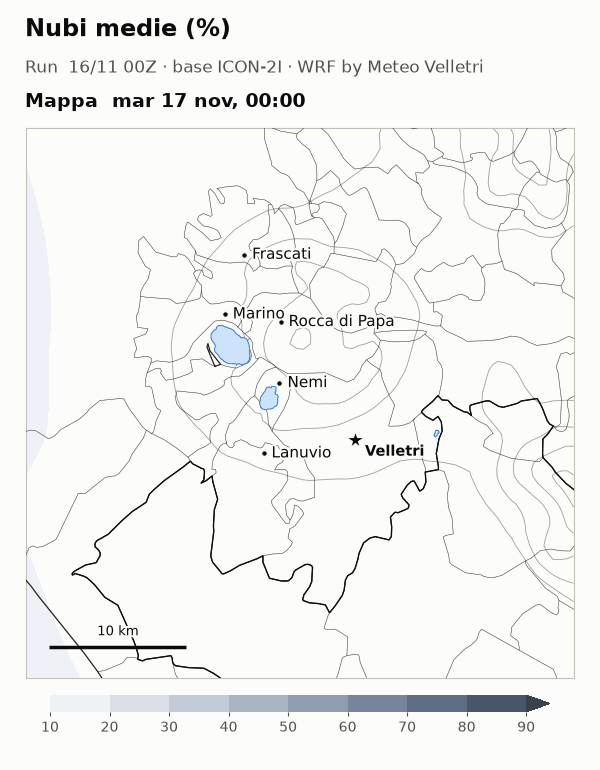 Nubi medie (%)
Run  16/11 00Z · base ICON-2I · WRF by Meteo Velletri
Mappa  mar 17 nov, 00:00
Frascati
Marino
Rocca di Papa
Nemi
Velletri
Lanuvio
10 km
10 20 30 40 50 60 70 80 90